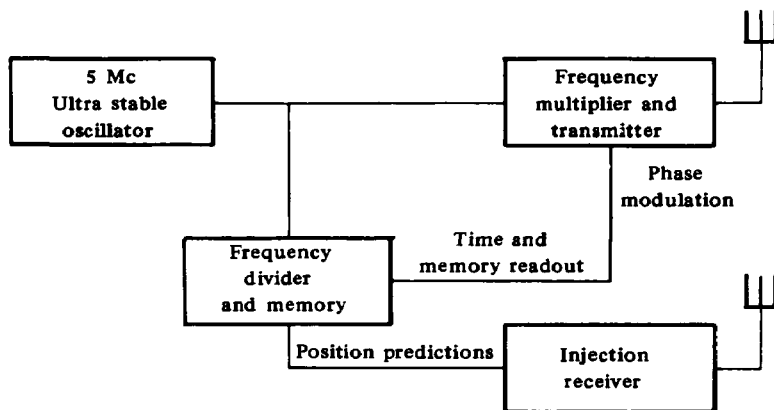 5 Mc
Ultra stable
oscillator
Frequency
multiplier and
transmitter
Phase
modulation
Time and
memory readout
Frequency
divider
and memory
Position predictions
Injection
receiver